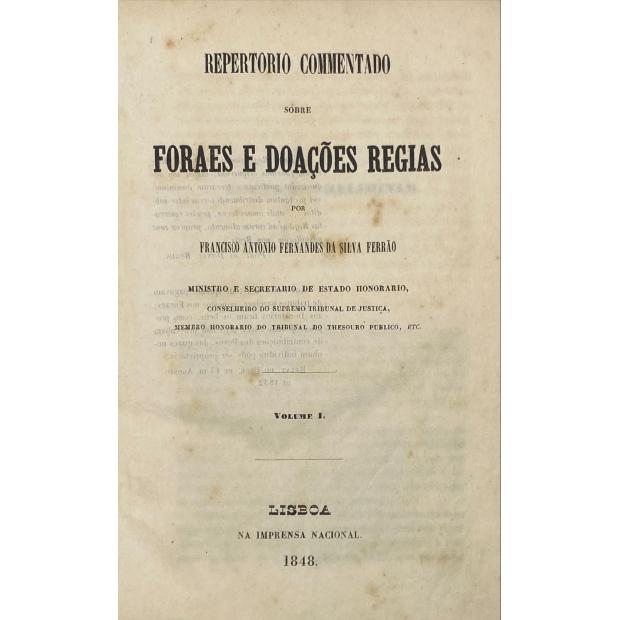 REPERTORIO COMMENTADO
SÓBRE
FORAES E DOAÇÕES REGIAS
POR
FRANCISCO ANTONIO FERNANDES DA SILVA FERRÃO
MINISTRO E SECRETARIO DE ESTADO HONORARIO,
CONSELHEIRO DO SUPREMO TRIBUNAL DE JUSTIÇA,
MEMBRO HONORARIO DO TRIBUNAL DO THESOURO PUBLICO, ETC.
VOLUME I.
LISBOA
NA IMPRENSA NACIONAL.
1848.